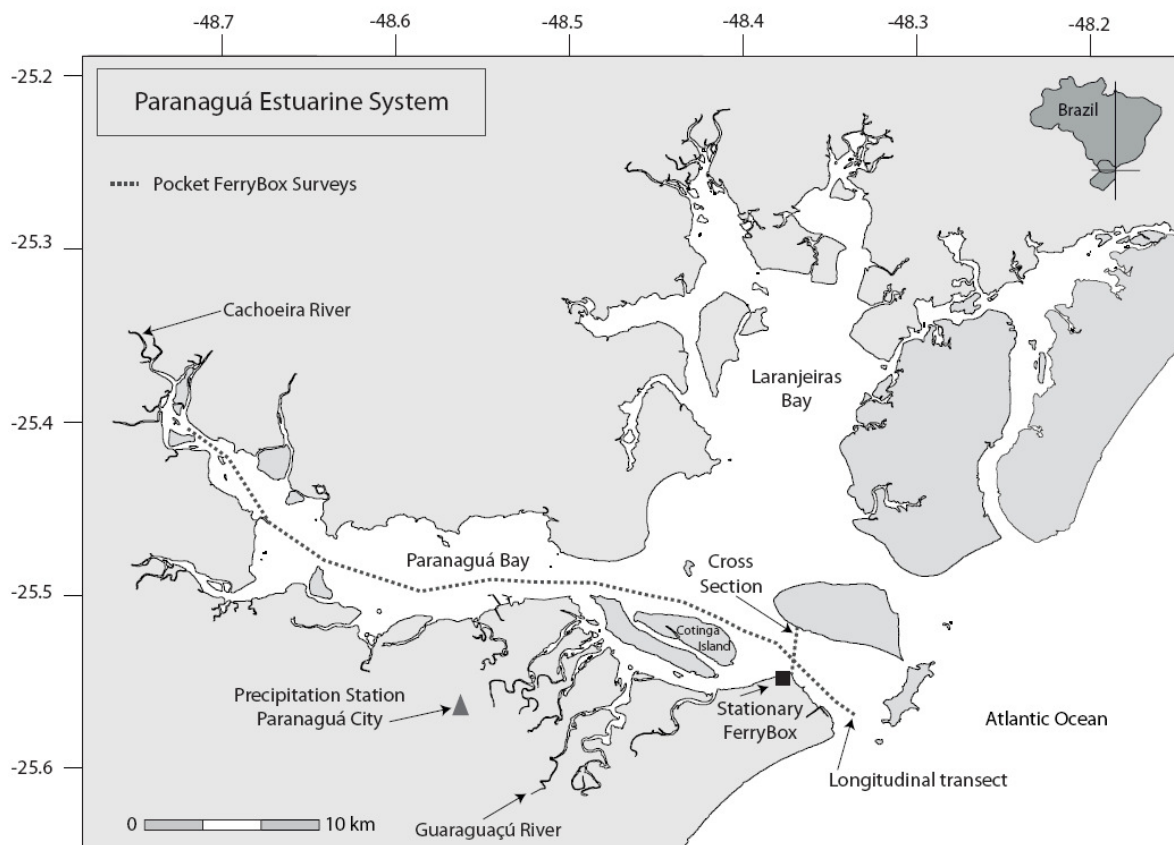 -48.7
-48.6
-48.5
-48.4
-48.3
-48.2
-25.2
Paranaguá Estuarine System
Brazil
Pocket FerryBox Surveys
-25.3
Cachoeira River
Laranjeiras
Bay
-25.4
Paranaguá Bay
Cross
Section
-25.5
Cotinga
Island
Precipitation Station
Paranaguá City
Stationary
FerryBox
Atlantic Ocean
-25.6
Longitudinal transect
0
10 km
Guaraguaçú River